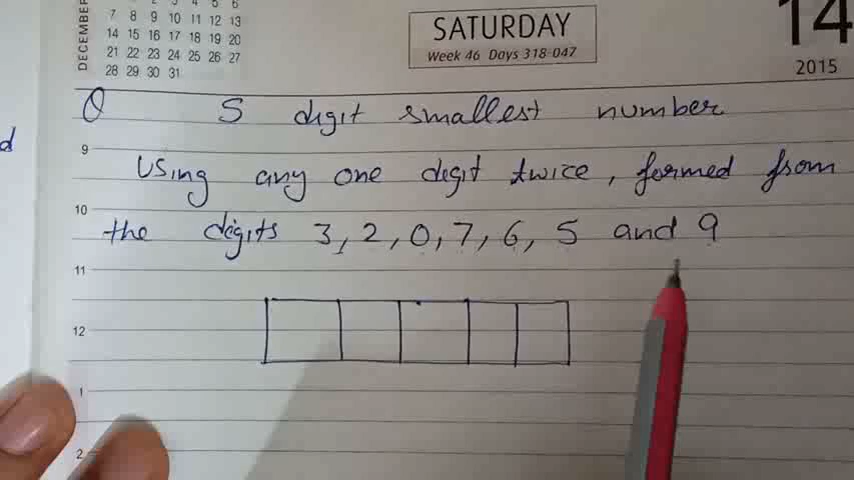 DECEMBER
7 8 9 10 11 12 13
14 15 16 17 18 19 20
21 22 23 24 25 26 27
28 29 30 31
SATURDAY
Week 46 Days 318-047
14
2015
Q 5 digit smallest number
9
Using any one digit twice, formed from
10
the digits 3, 2, 0, 7, 6, 5 and 9
11
12
1
2
d